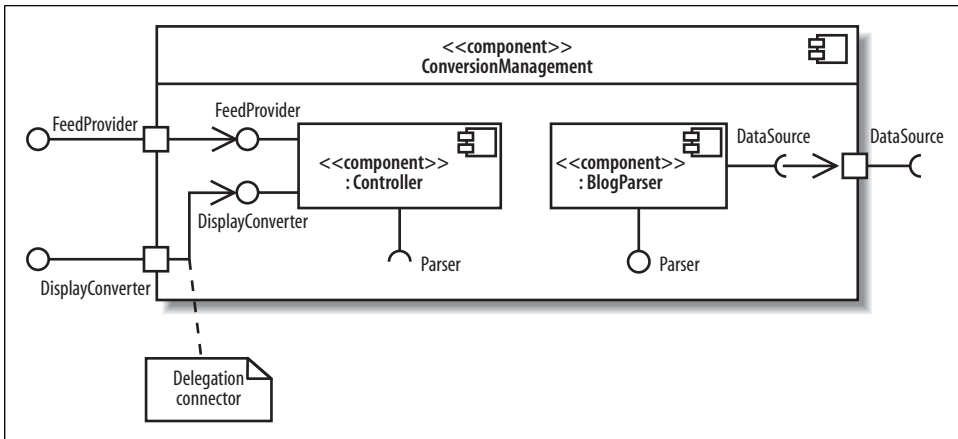 <<component>>
ConversionManagement
FeedProvider
FeedProvider
<<component>>
: Controller
DisplayConverter
DisplayConverter
Parser
<<component>>
: BlogParser
DataSource
DataSource
Parser
Delegation
connector